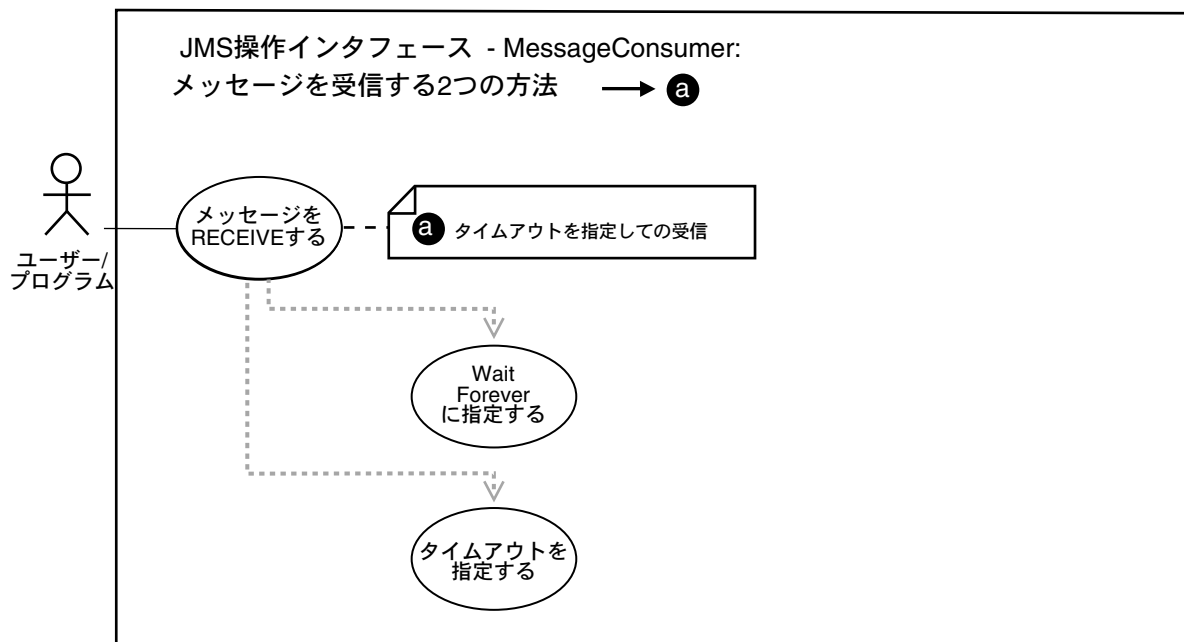 JMS操作インタフェース - MessageConsumer:
メッセージを受信する2つの方法 a
メッセージを
RECEIVEする
a タイムアウトを指定しての受信
ユーザー/
プログラム
Wait
Forever
に指定する
タイムアウトを
指定する